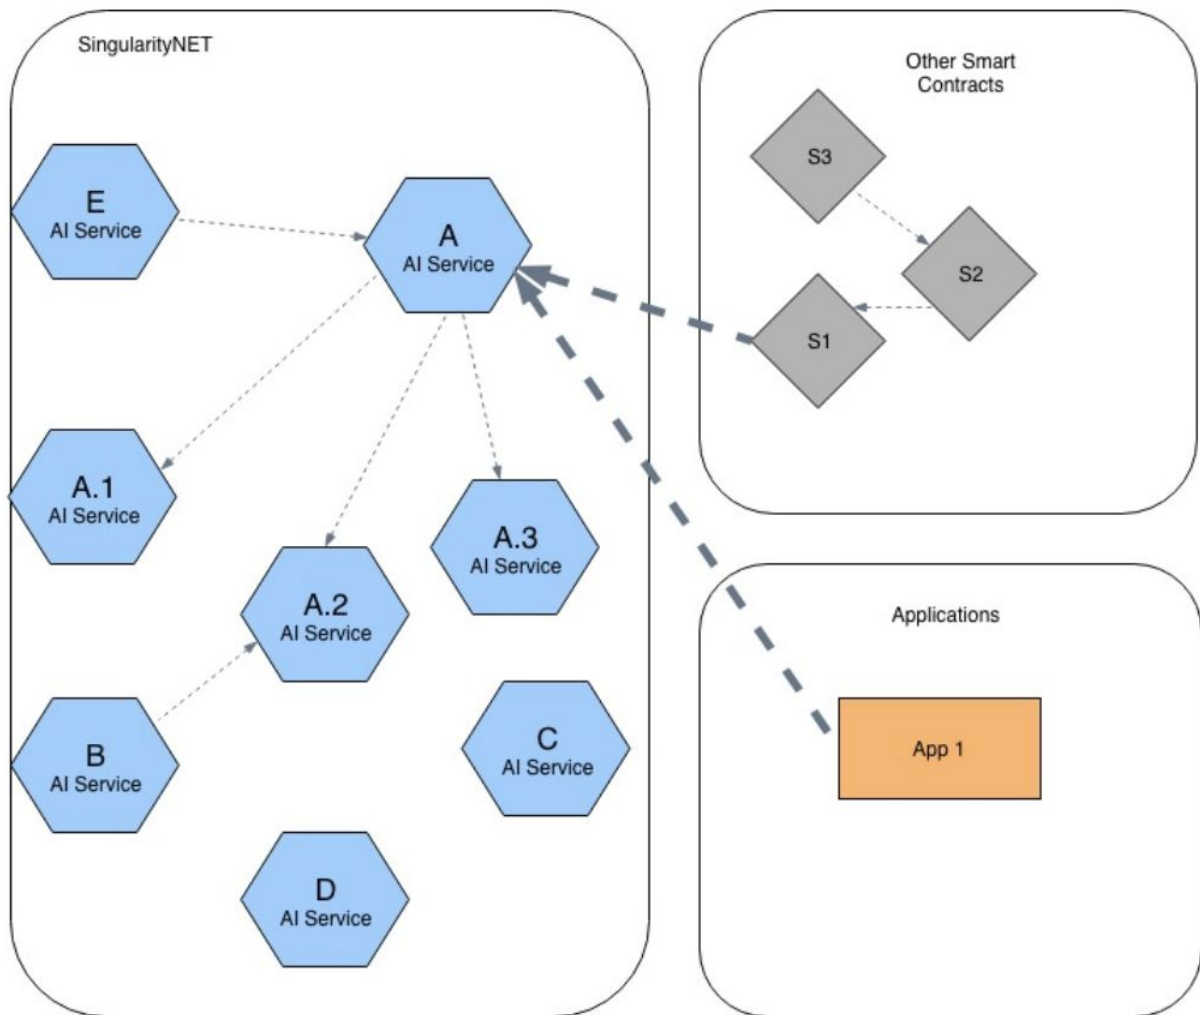 SingularityNET
E
AI Service
A
AI Service
A.1
AI Service
A.2
AI Service
A.3
AI Service
B
AI Service
C
AI Service
D
AI Service
Other Smart
Contracts
S3
S2
S1
Applications
App 1